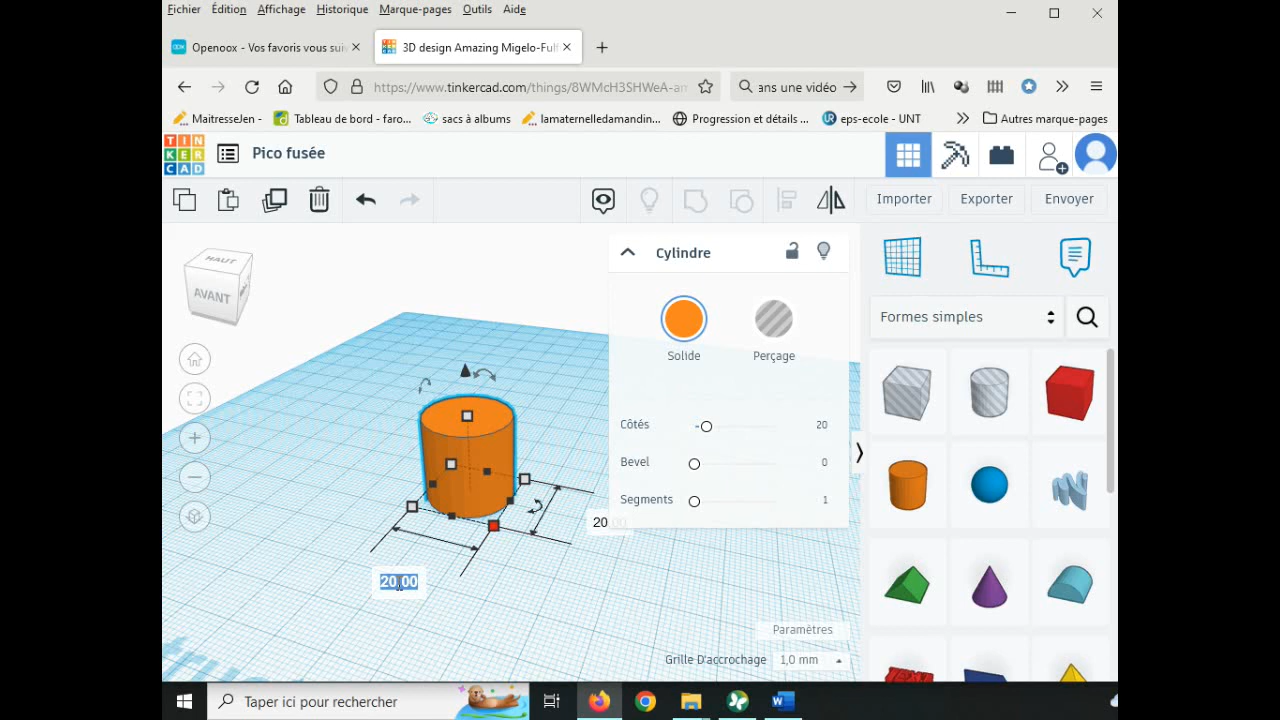 Fichier Édition Affichage Historique Marque-pages Outils Aide
Openoox - Vos favoris vous suiv
3D design Amazing Migelo-Fulf
https://www.tinkercad.com/things/8WMcH3SHWeA-am
ans une vidéo
MaitresseJen - Tableau de bord - faro... sacs à albums lamaternelledamandin... Progression et détails ... eps-ecole - UNT Autres marque-pages
TIN
KER
CAD
Pico fusée
Importer Exporter Envoyer
HAUT
AVANT
Cylindre
Solide Perçage
Côtés 20
Bevel 0
Segments 1
20,00
20,00
Formes simples
Paramètres
Grille D'accrochage 1,0 mm
Taper ici pour rechercher